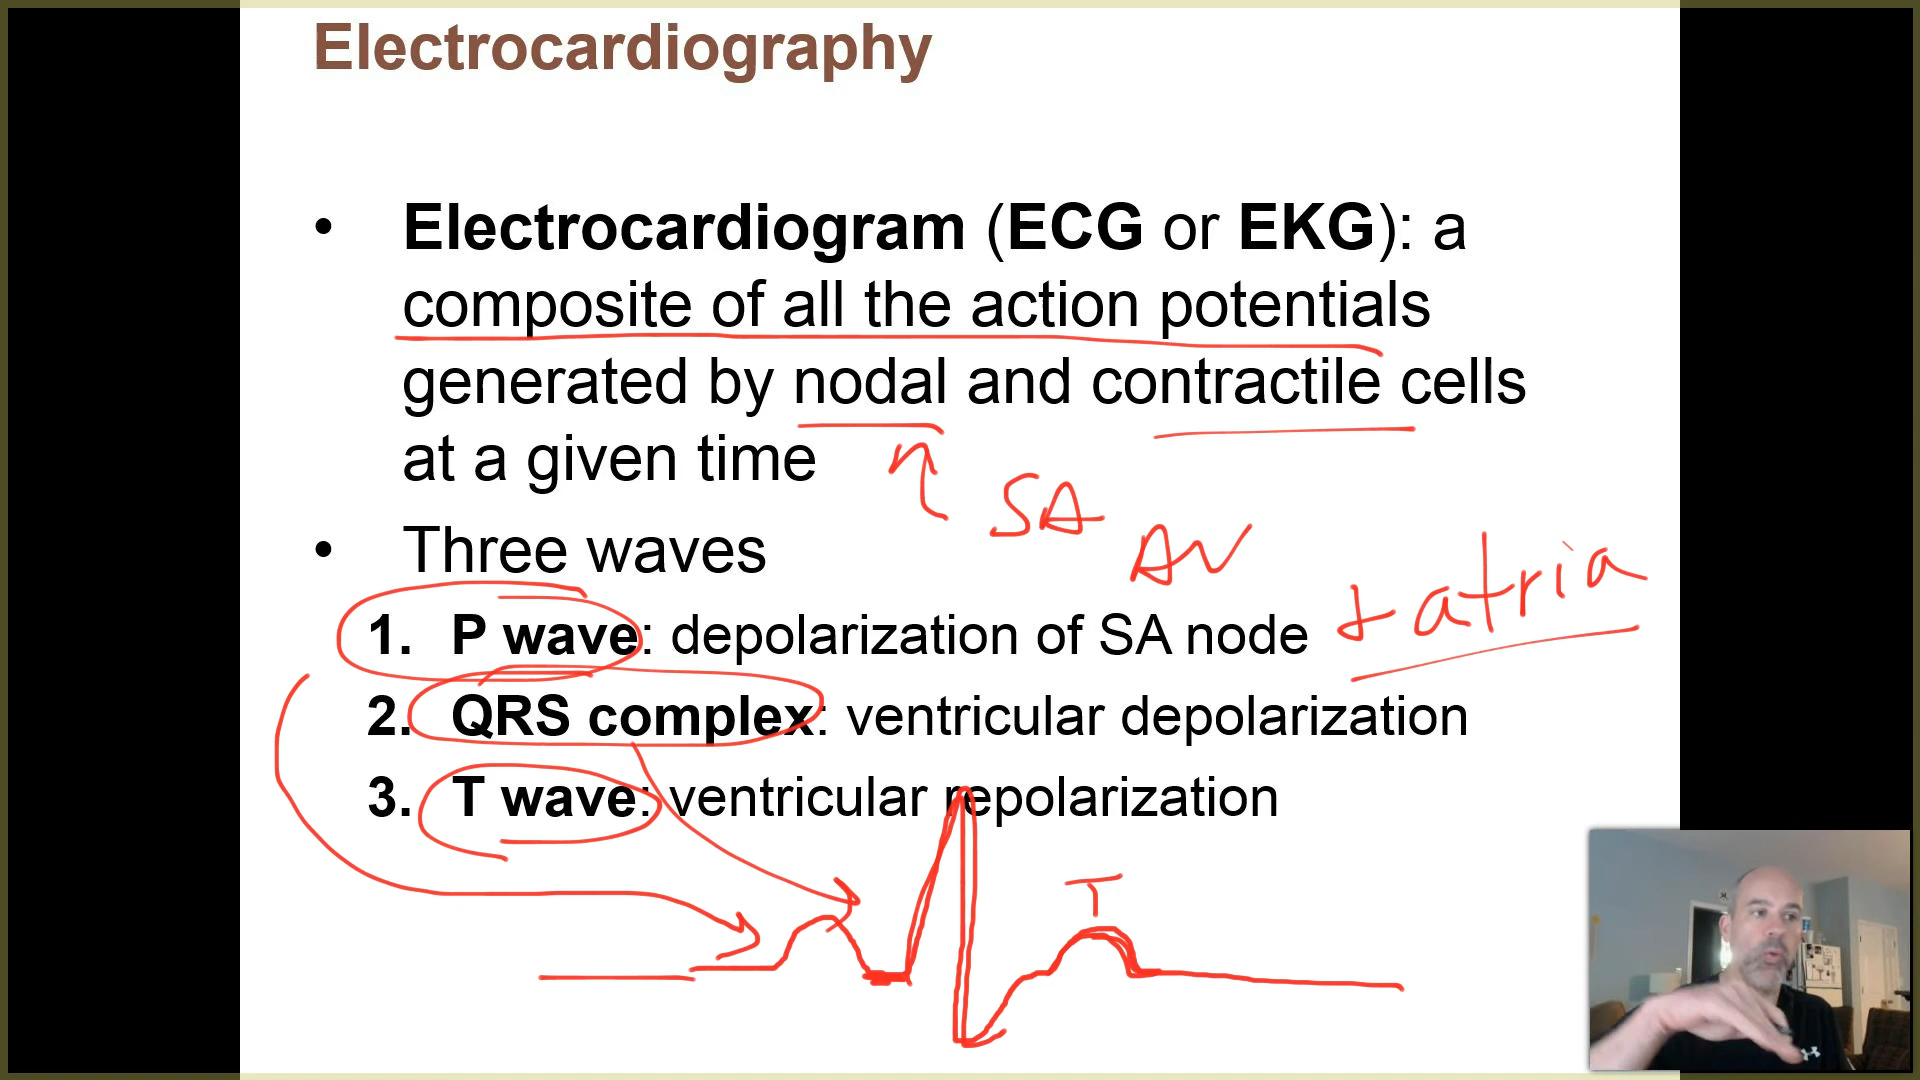 Electrocardiography
• Electrocardiogram (ECG or EKG): a
composite of all the action potentials
generated by nodal and contractile cells
at a given time
SA
AV
• Three waves
1. P wave: depolarization of SA node + atria
2. QRS complex: ventricular depolarization
3. T wave: ventricular repolarization
T